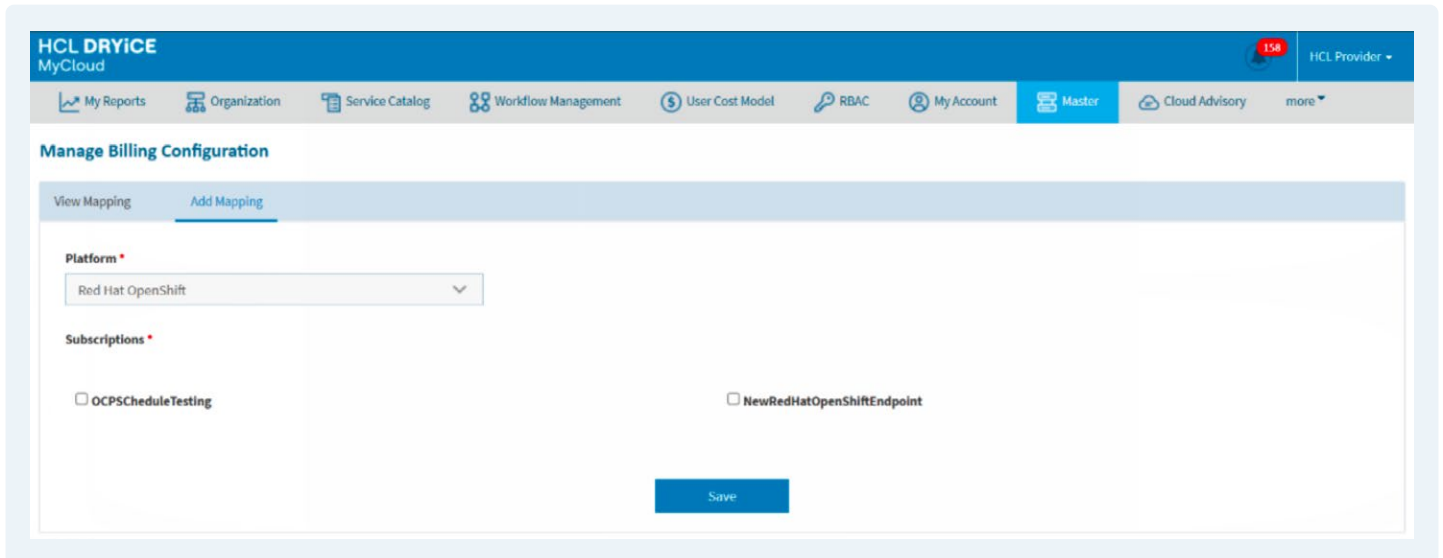 HCL DRYiCE
MyCloud
158
HCL Provider
My Reports Organization Service Catalog Workflow Management User Cost Model RBAC My Account Master Cloud Advisory more
Manage Billing Configuration
View Mapping Add Mapping
Platform *
Red Hat OpenShift
Subscriptions *
OCPSCheduleTesting NewRedHatOpenShiftEndpoint
Save